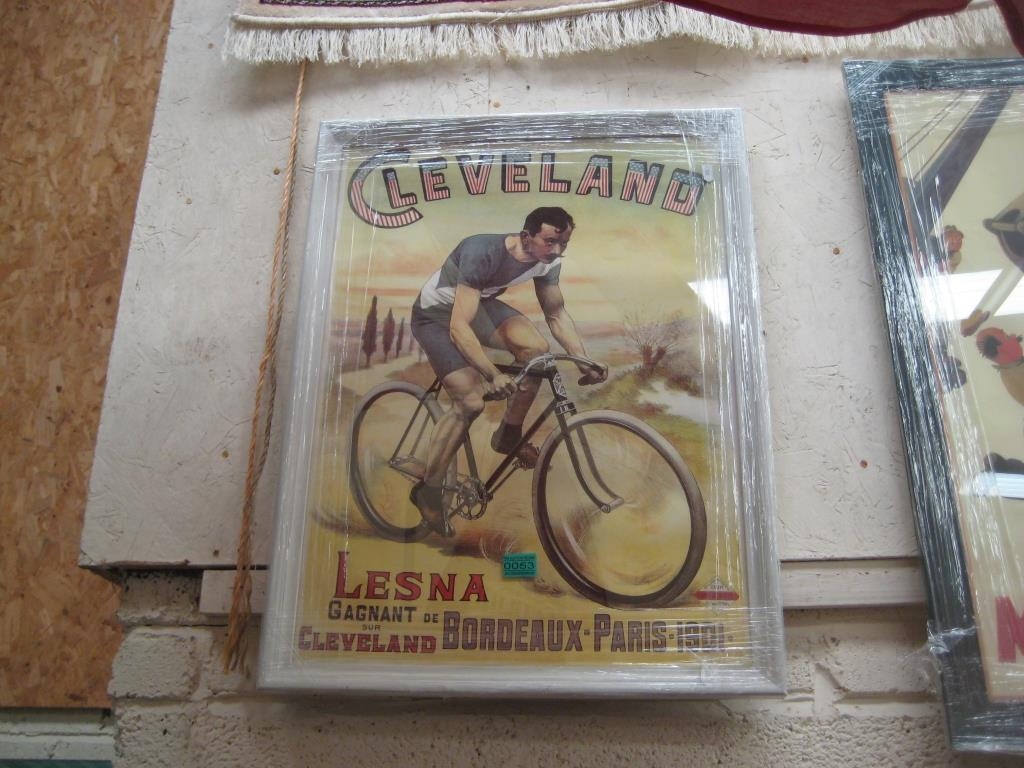 CLEVELAND
LESNA
GAGNANT DE
SUR
CLEVELAND BORDEAUX·PARIS·1901·
0053